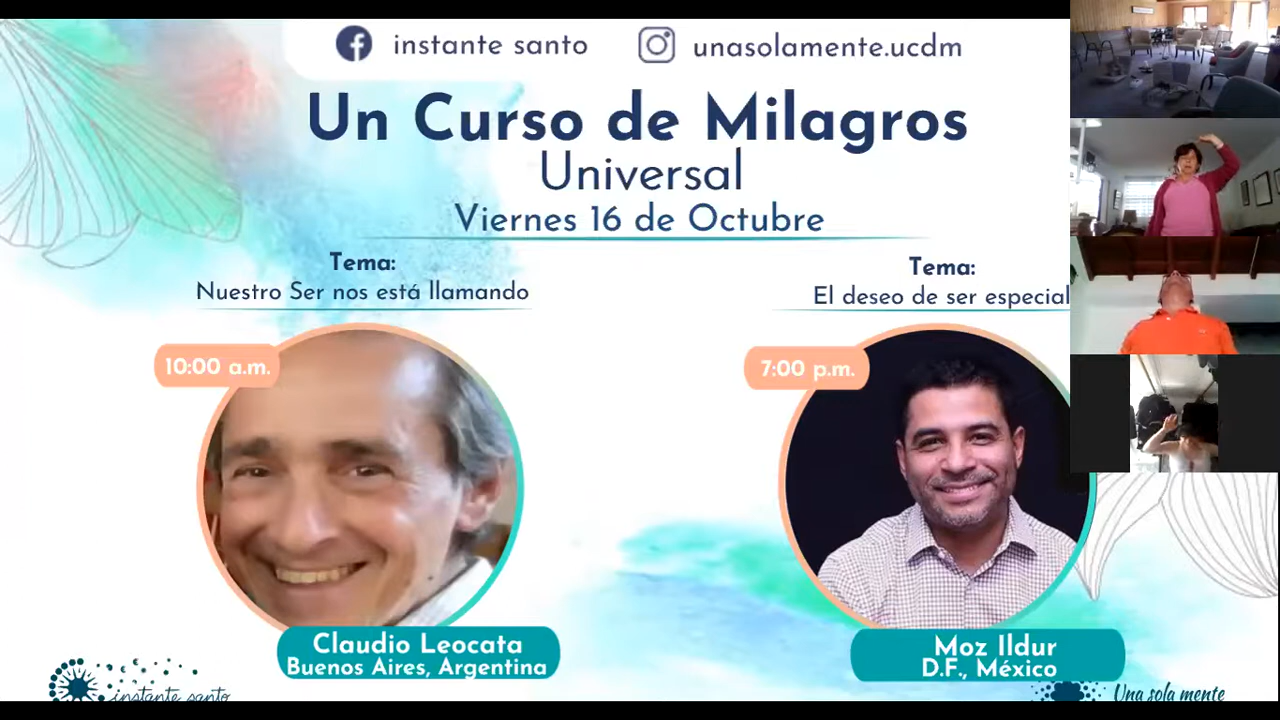 instante santo
unasolamente.ucdm
Un Curso de Milagros
Universal
Viernes 16 de Octubre
Tema:
Nuestro Ser nos está llamando
10:00 a.m.
Claudio Leocata
Buenos Aires, Argentina
Tema:
El deseo de ser especial
7:00 p.m.
Moz Ildur
D.F., México
instante santo
Una sola mente